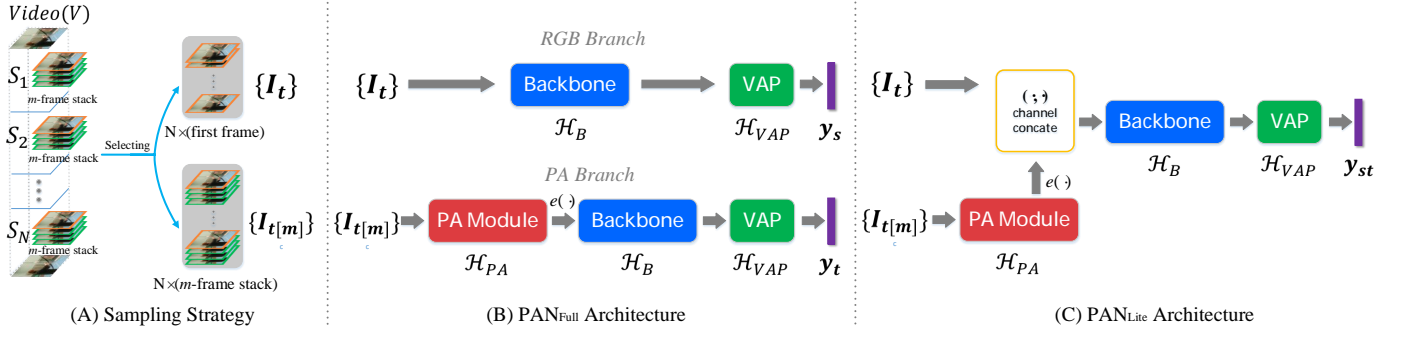 Video(V)
S1
m-frame stack
S2
m-frame stack
SN
m-frame stack
Selecting
{It}
N×(first frame)
{It[m]}
c
N×(m-frame stack)
(A) Sampling Strategy
RGB Branch
{It}
Backbone
VAP
ℋB
ℋVAP
ys
PA Branch
{It[m]}
c
PA Module
e(·)
Backbone
VAP
ℋPA
ℋB
ℋVAP
yt
(B) PANFull Architecture
{It}
(·;·)
channel
concate
Backbone
VAP
ℋB
ℋVAP
yst
e(·)
{It[m]}
c
PA Module
ℋPA
(C) PANLite Architecture